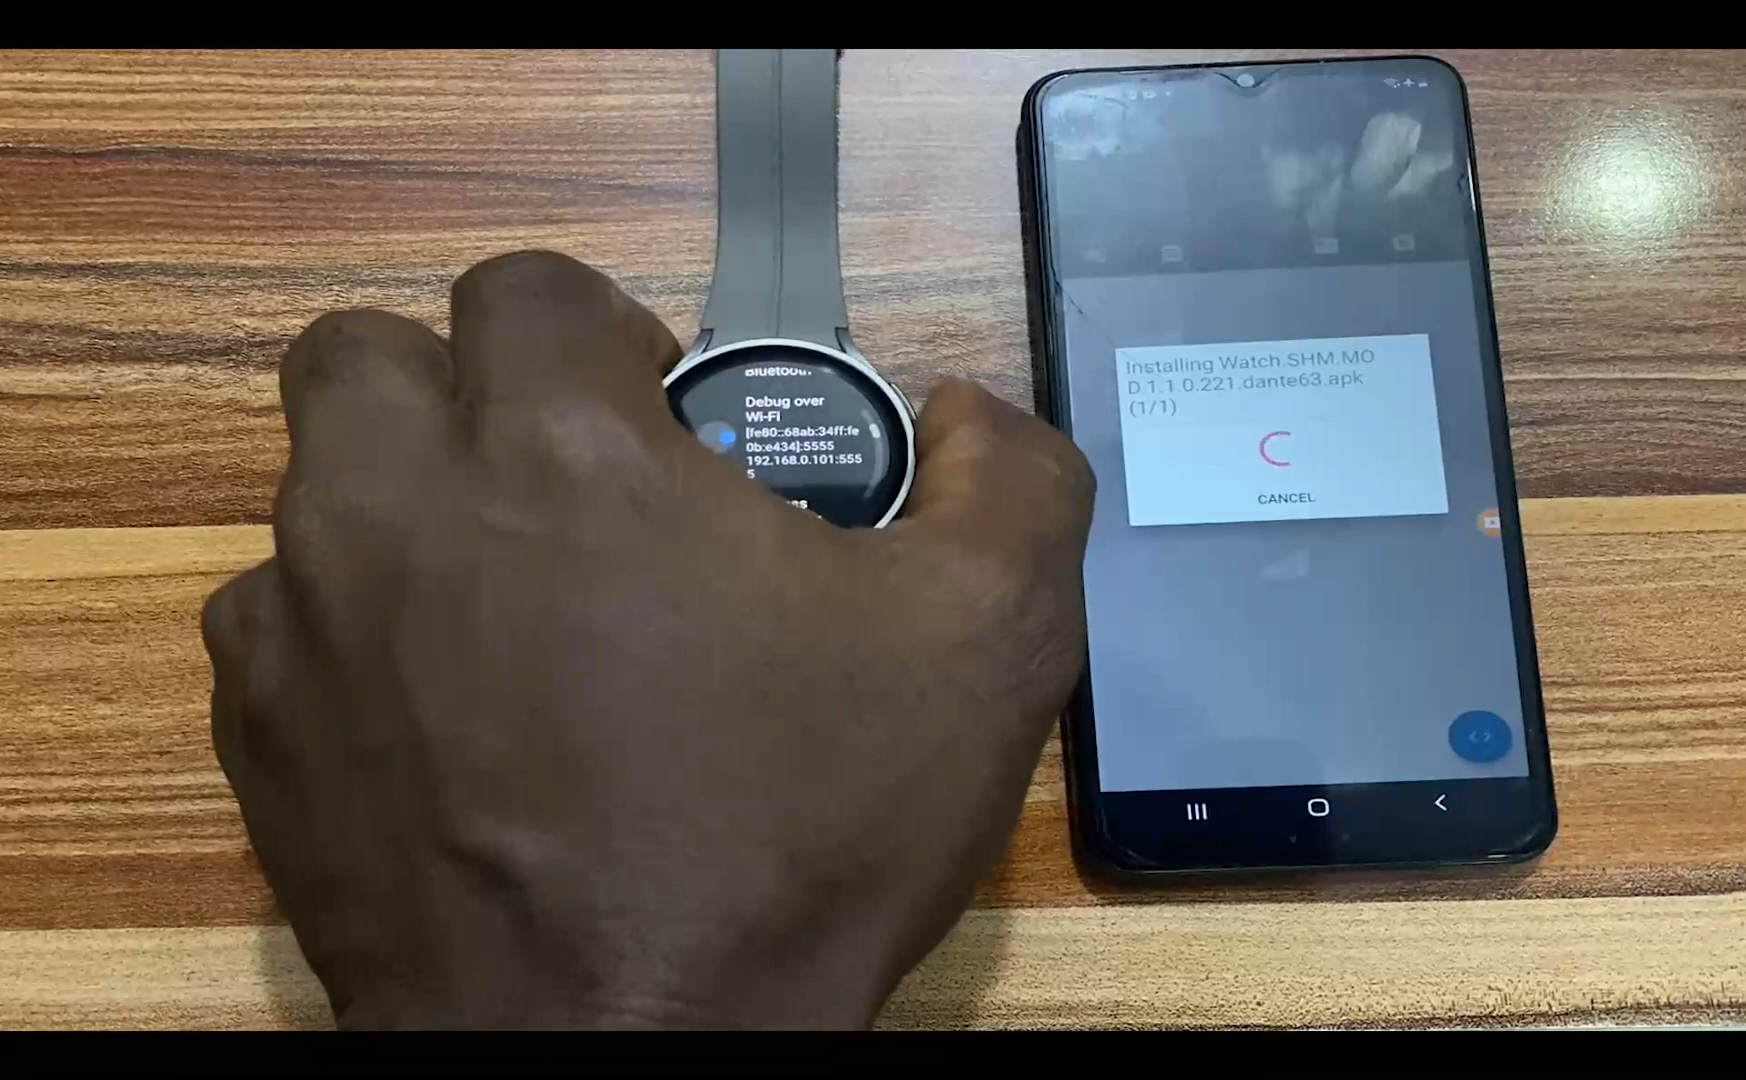 Bluetooth
Debug over
Wi-Fi
[fe80::68ab:34ff:fe
0b:e434]:5555
192.168.0.101:555
5
Installing Watch.SHM.MO
D.1.1.0.221.dante63.apk
(1/1)
CANCEL